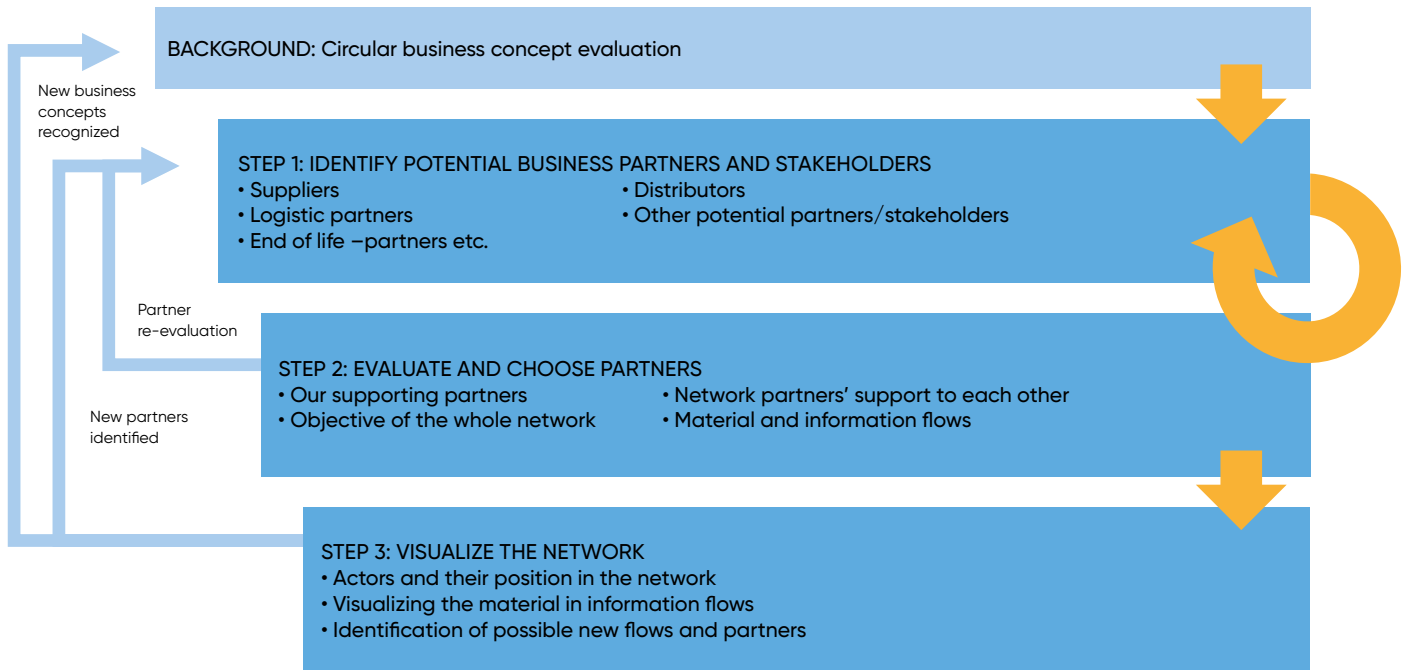 BACKGROUND: Circular business concept evaluation
New business
concepts
recognized
STEP 1: IDENTIFY POTENTIAL BUSINESS PARTNERS AND STAKEHOLDERS
• Suppliers
• Logistic partners
• End of life –partners etc.
• Distributors
• Other potential partners/stakeholders
Partner
re-evaluation
STEP 2: EVALUATE AND CHOOSE PARTNERS
• Our supporting partners
• Objective of the whole network
• Network partners’ support to each other
• Material and information flows
New partners
identified
STEP 3: VISUALIZE THE NETWORK
• Actors and their position in the network
• Visualizing the material in information flows
• Identification of possible new flows and partners